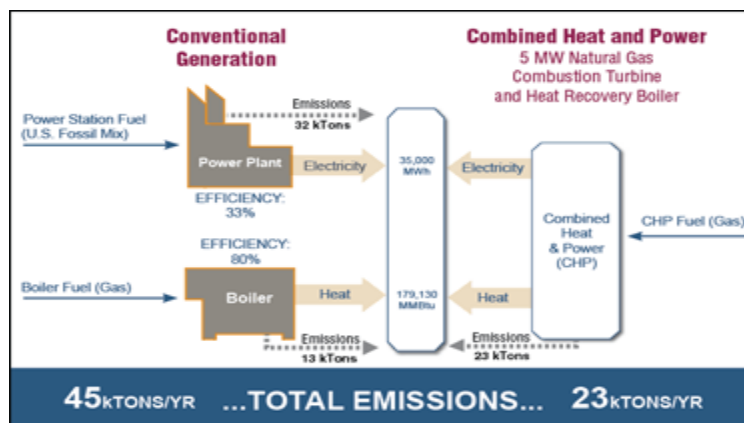 Conventional
Generation
Combined Heat and Power
5 MW Natural Gas
Combustion Turbine
and Heat Recovery Boiler
Emissions
32 kTons
Power Station Fuel
(U.S. Fossil Mix)
Power Plant
Electricity
35,000
MWh
Electricity
EFFICIENCY:
33%
Combined
Heat
& Power
(CHP)
CHP Fuel (Gas)
EFFICIENCY:
80%
Boiler Fuel (Gas)
Boiler
Heat
179,130
MMBtu
Heat
Emissions
13 kTons
Emissions
23 kTons
45kTONS/YR ...TOTAL EMISSIONS... 23kTONS/YR